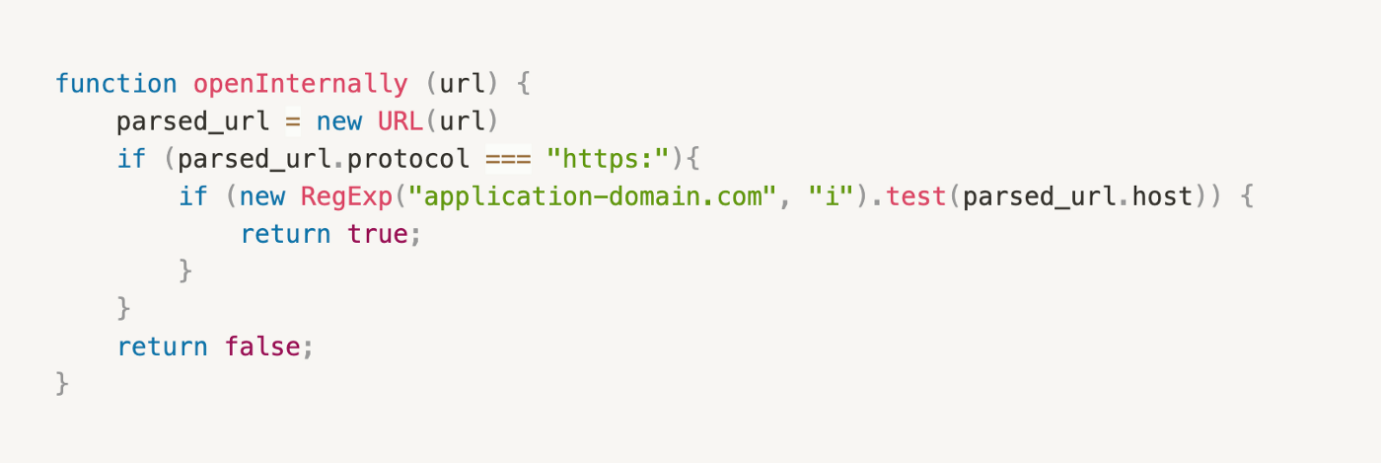 function openInternally (url) {
    parsed_url = new URL(url)
    if (parsed_url.protocol === "https:"){
        if (new RegExp("application-domain.com", "i").test(parsed_url.host)) {
            return true;
        }
    }
    return false;
}